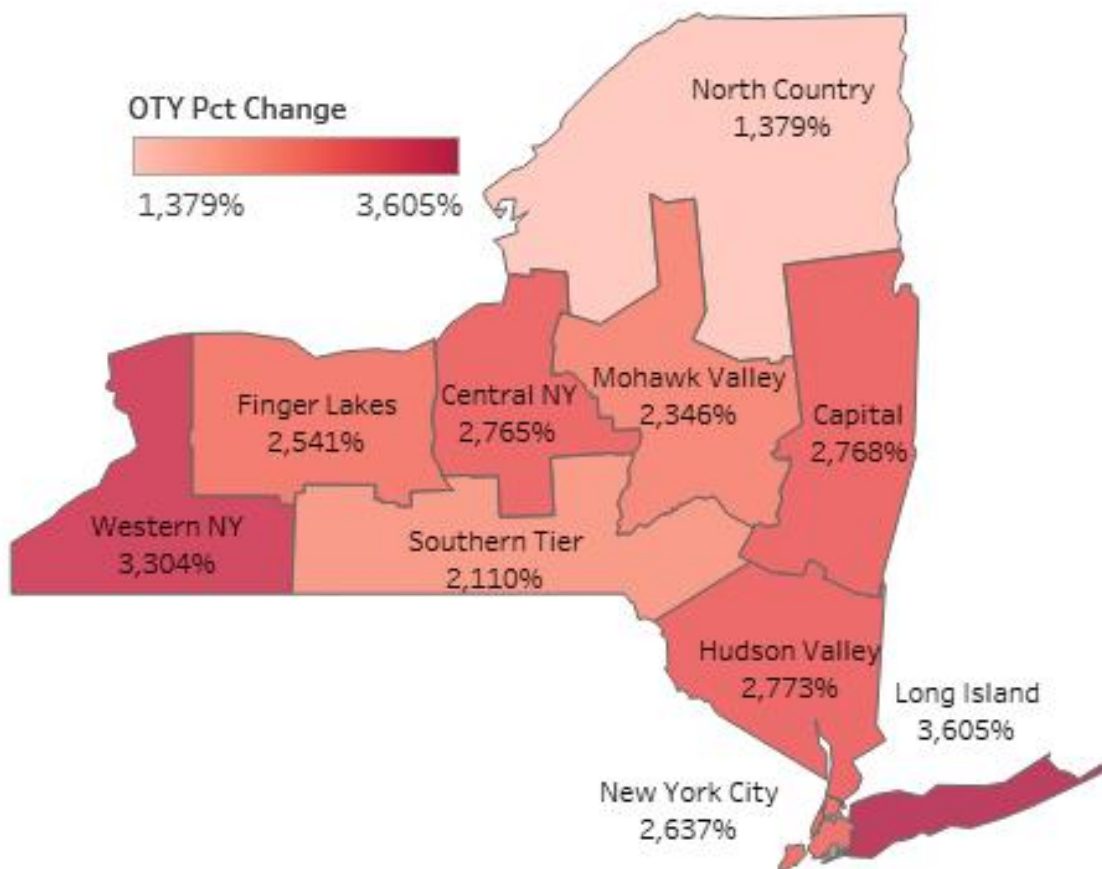 North Country
1,379%
OTY Pct Change
1,379% 3,605%
Mohawk Valley
2,346%
Central NY
2,765%
Finger Lakes
2,541%
Capital
2,768%
Western NY
3,304%
Southern Tier
2,110%
Hudson Valley
2,773%
Long Island
3,605%
New York City
2,637%